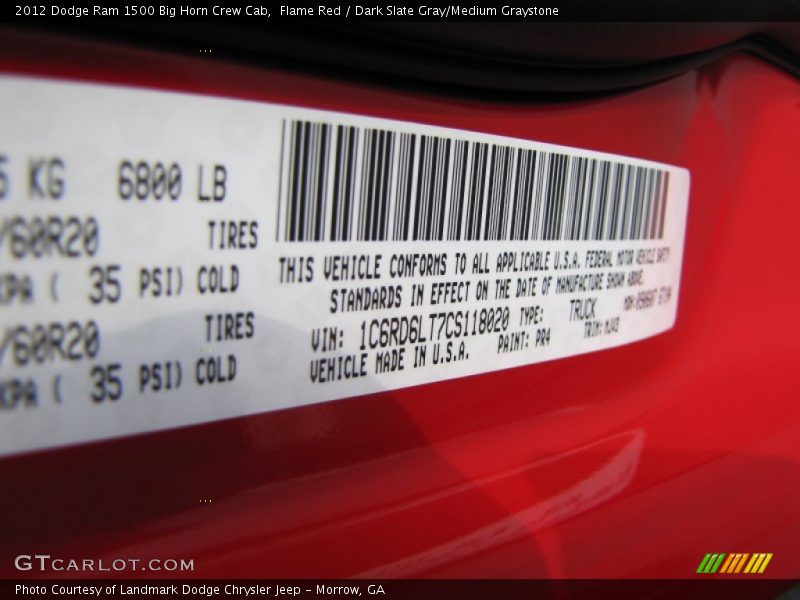 2012 Dodge Ram 1500 Big Horn Crew Cab,  Flame Red / Dark Slate Gray/Medium Graystone
KG 6800 LB
/60R20 TIRES
KPA ( 35 PSI) COLD
/60R20 TIRES
KPA ( 35 PSI) COLD
THIS VEHICLE CONFORMS TO ALL APPLICABLE U.S.A. FEDERAL MOTOR VEHICLE SAFETY
STANDARDS IN EFFECT ON THE DATE OF MANUFACTURE SHOWN ABOVE.
VIN: 1C6RD6LT7CS118020 TYPE: TRUCK
VEHICLE MADE IN U.S.A. PAINT: PR4 TRIM:
GTCARLOT.COM
Photo Courtesy of Landmark Dodge Chrysler Jeep - Morrow, GA